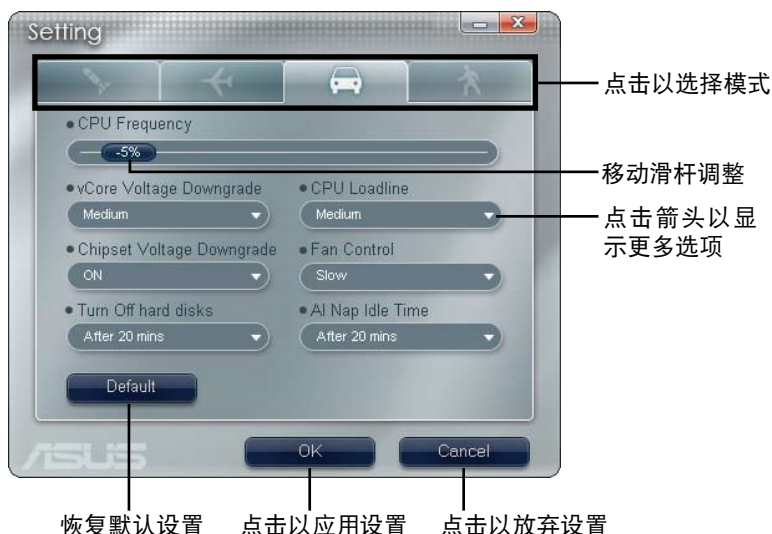 Setting
点击以选择模式
CPU Frequency
-5%
移动滑杆调整
vCore Voltage Downgrade
CPU Loadline
Medium
Medium
点击箭头以显
示更多选项
Chipset Voltage Downgrade
Fan Control
ON
Slow
Turn Off hard disks
AI Nap Idle Time
After 20 mins
After 20 mins
Default
ASUS
OK
Cancel
恢复默认设置
点击以应用设置
点击以放弃设置